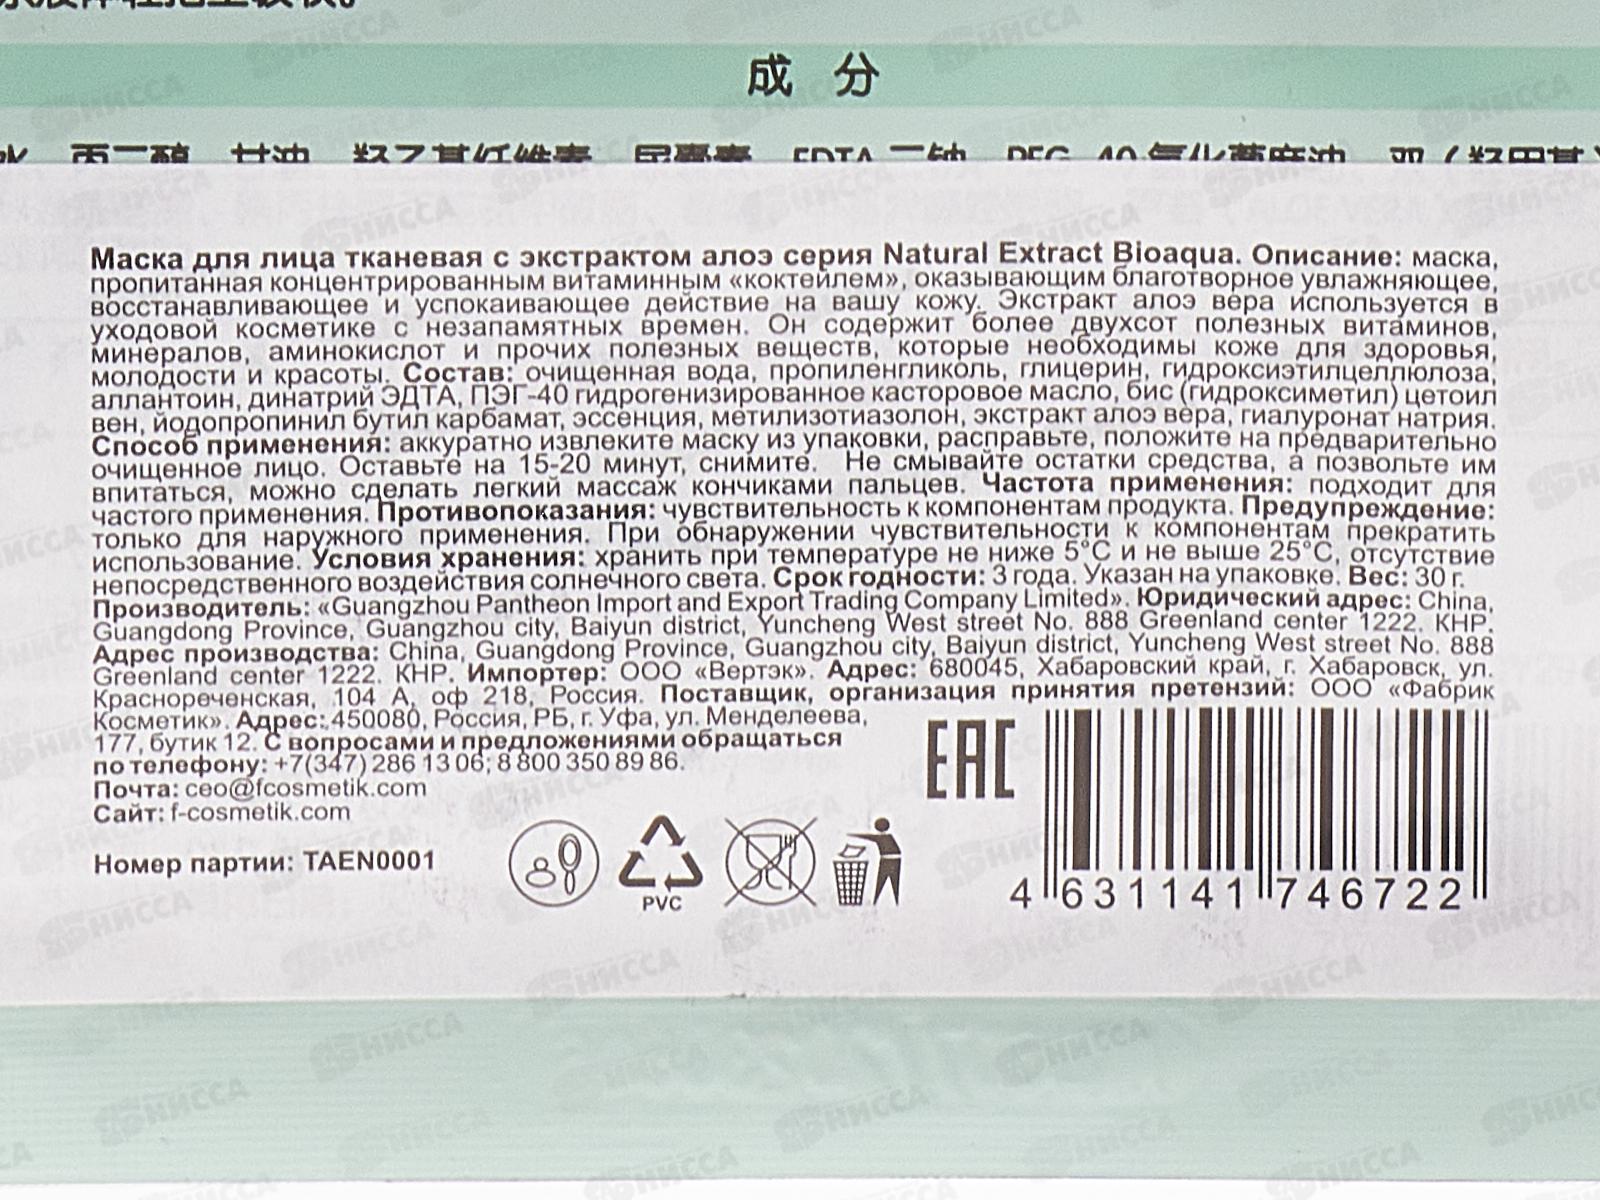 成 分
Маска для лица тканевая с экстрактом алоэ серия Natural Extract Bioaqua. Описание: маска,
пропитанная концентрированным витаминным «коктейлем», оказывающим благотворное увлажняющее,
восстанавливающее и успокаивающее действие на вашу кожу. Экстракт алоэ вера используется в
уходовой косметике с незапамятных времен. Он содержит более двухсот полезных витаминов,
минералов, аминокислот и прочих полезных веществ, которые необходимы коже для здоровья,
молодости и красоты. Состав: очищенная вода, пропиленгликоль, глицерин, гидроксиэтилцеллюлоза,
аллантоин, динатрий ЭДТА, ПЭГ-40 гидрогенизированное касторовое масло, бис (гидроксиметил) цетоил
вен, йодопропинил бутил карбамат, эссенция, метилизотиазолон, экстракт алоэ вера, гиалуронат натрия.
Способ применения: аккуратно извлеките маску из упаковки, расправьте, положите на предварительно
очищенное лицо. Оставьте на 15-20 минут, снимите. Не смывайте остатки средства, а позвольте им
впитаться, можно сделать легкий массаж кончиками пальцев. Частота применения: подходит для
частого применения. Противопоказания: чувствительность к компонентам продукта. Предупреждение:
только для наружного применения. При обнаружении чувствительности к компонентам прекратить
использование. Условия хранения: хранить при температуре не ниже 5°С и не выше 25°С, отсутствие
непосредственного воздействия солнечного света. Срок годности: 3 года. Указан на упаковке. Вес: 30 г.
Производитель: «Guangzhou Pantheon Import and Export Trading Company Limited». Юридический адрес: China,
Guangdong Province, Guangzhou city, Baiyun district, Yuncheng West street No. 888 Greenland center 1222. КНР.
Адрес производства: China, Guangdong Province, Guangzhou city, Baiyun district, Yuncheng West street No. 888
Greenland center 1222. КНР. Импортер: ООО «Вертэк». Адрес: 680045, Хабаровский край, г. Хабаровск, ул.
Краснореченская, 104 А, оф 218, Россия. Поставщик, организация принятия претензий: ООО «Фабрик
Косметик». Адрес: 450080, Россия, РБ, г. Уфа, ул. Менделеева,
177, бутик 12. С вопросами и предложениями обращаться
по телефону: +7(347) 286 13 06; 8 800 350 89 86.
Почта: ceo@fcosmetik.com
Сайт: f-cosmetik.com
Номер партии: TAEN0001
PVC
EAC
4 631141 746722